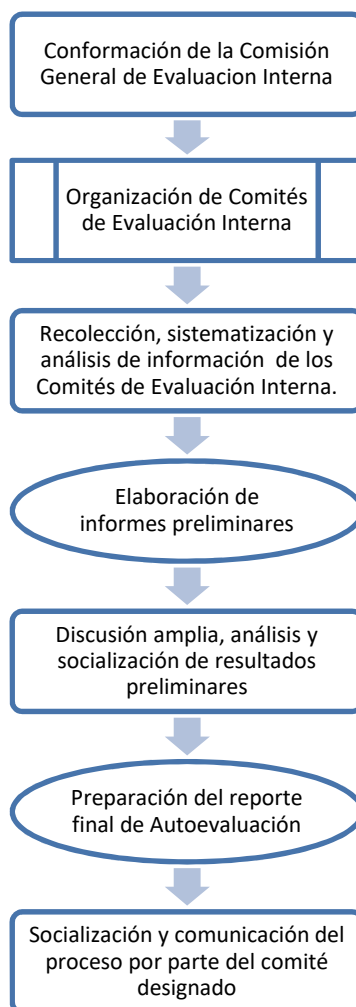 Conformación de la Comisión
General de Evaluacion Interna
Organización de Comités
de Evaluación Interna
Recolección, sistematización y
análisis de información de los
Comités de Evaluación Interna.
Elaboración de
informes preliminares
Discusión amplia, análisis y
socialización de resultados
preliminares
Preparación del reporte
final de Autoevaluación
Socialización y comunicación del
proceso por parte del comité
designado